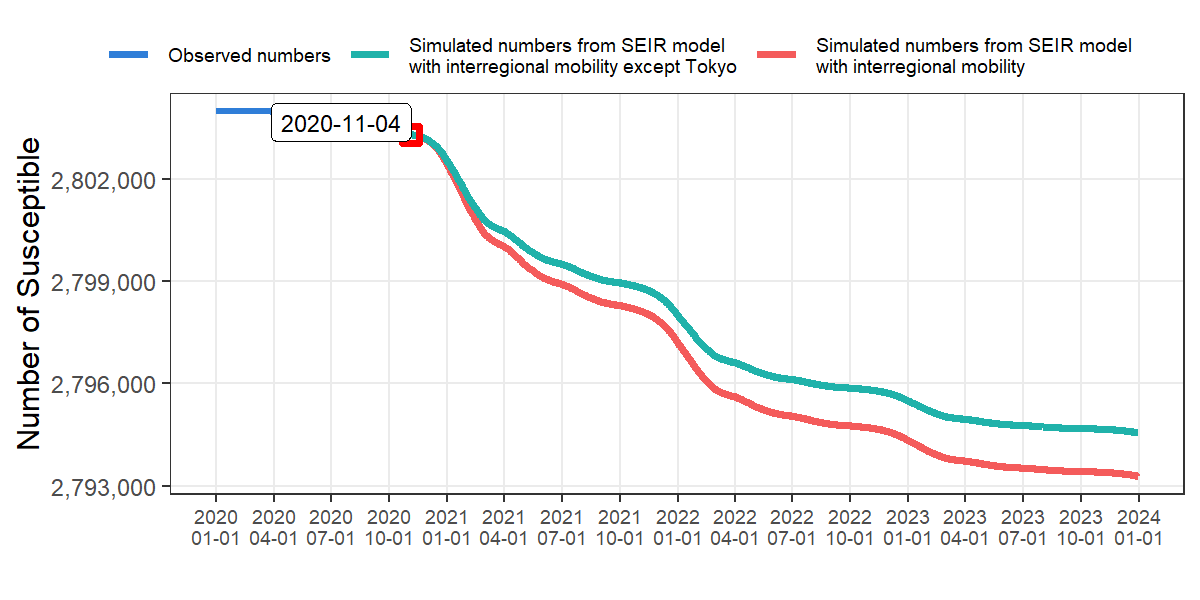 Observed numbers
Simulated numbers from SEIR model
with interregional mobility except Tokyo
Simulated numbers from SEIR model
with interregional mobility
Number of Susceptible
2,802,000
2,799,000
2,796,000
2,793,000
2020-11-04
2020 2020 2020 2020 2021 2021 2021 2021 2022 2022 2022 2022 2023 2023 2023 2023 2024
01-01 04-01 07-01 10-01 01-01 04-01 07-01 10-01 01-01 04-01 07-01 10-01 01-01 04-01 07-01 10-01 01-01